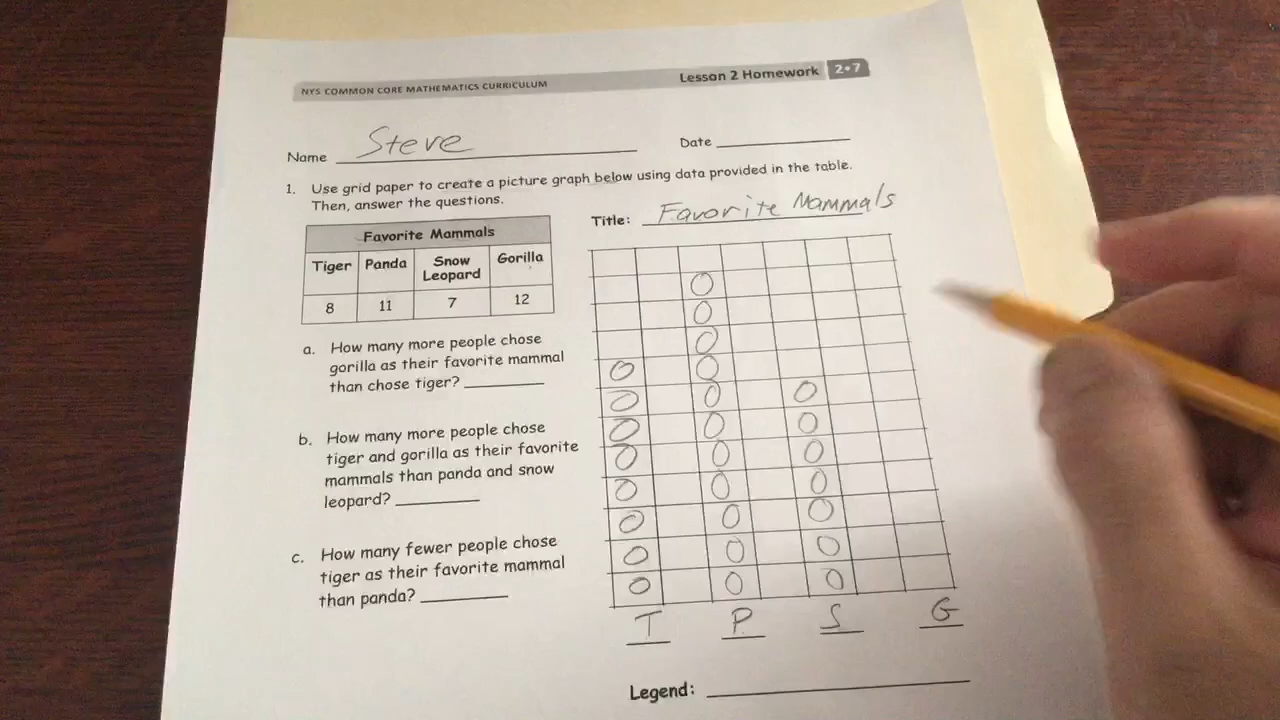 NYS COMMON CORE MATHEMATICS CURRICULUM
Lesson 2 Homework 2•7
Name Steve
Date
1. Use grid paper to create a picture graph below using data provided in the table.
Then, answer the questions.
Title: Favorite Mammals
Favorite Mammals
Tiger Panda Snow Leopard Gorilla
8 11 7 12
a. How many more people chose
gorilla as their favorite mammal
than chose tiger?
b. How many more people chose
tiger and gorilla as their favorite
mammals than panda and snow
leopard?
c. How many fewer people chose
tiger as their favorite mammal
than panda?
T P S G
Legend: